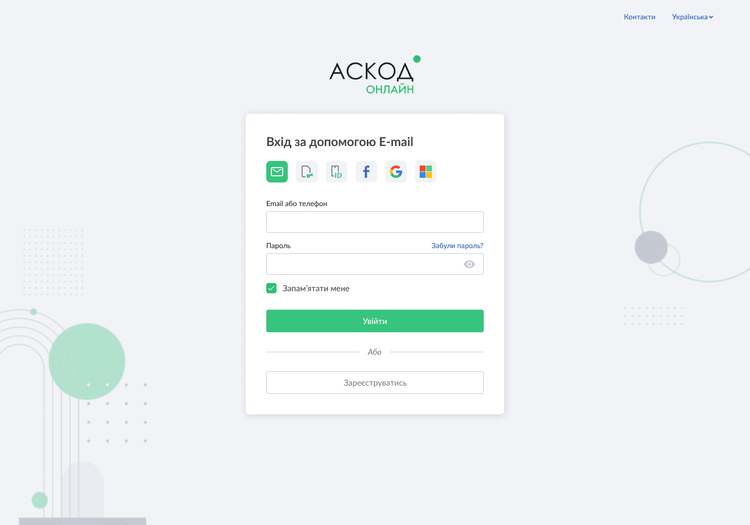 Контакти Українська
АСКОД
ОНЛАЙН
Вхід за допомогою E-mail
ID
Email або телефон
Пароль Забули пароль?
Запам'ятати мене
Увійти
Або
Зареєструватись